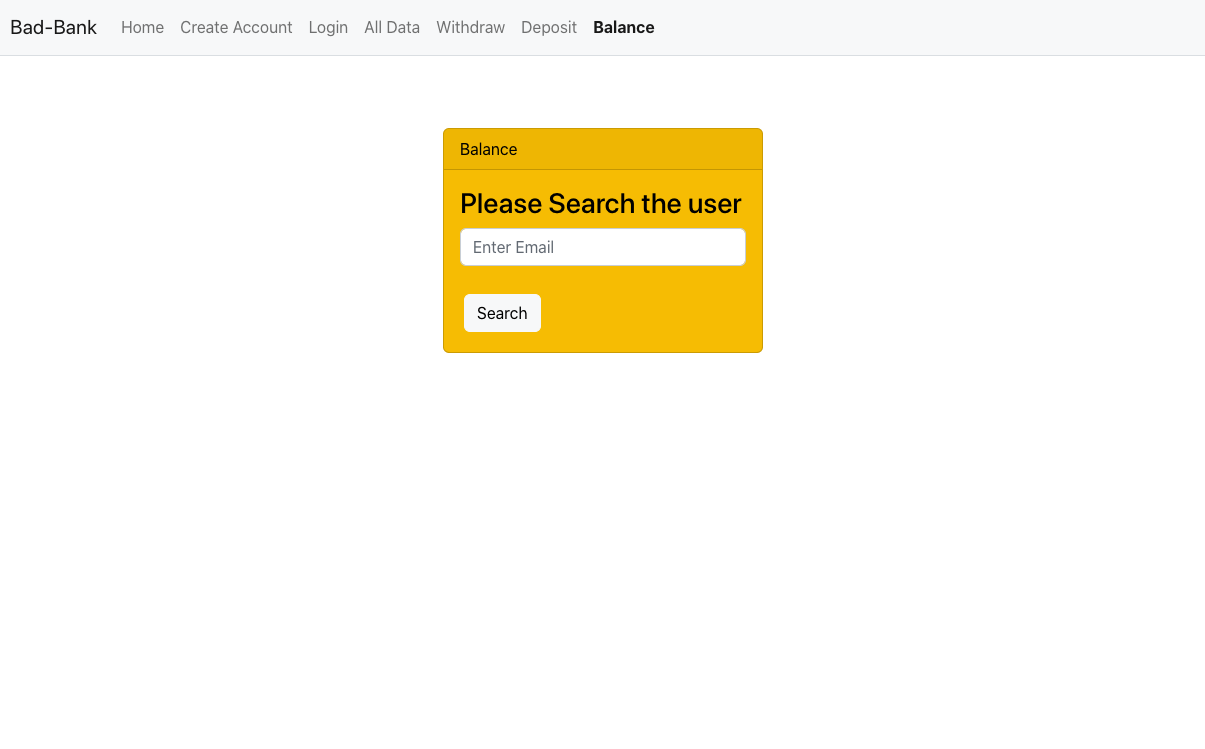 Bad-Bank Home Create Account Login All Data Withdraw Deposit Balance
Balance
Please Search the user
Enter Email
Search